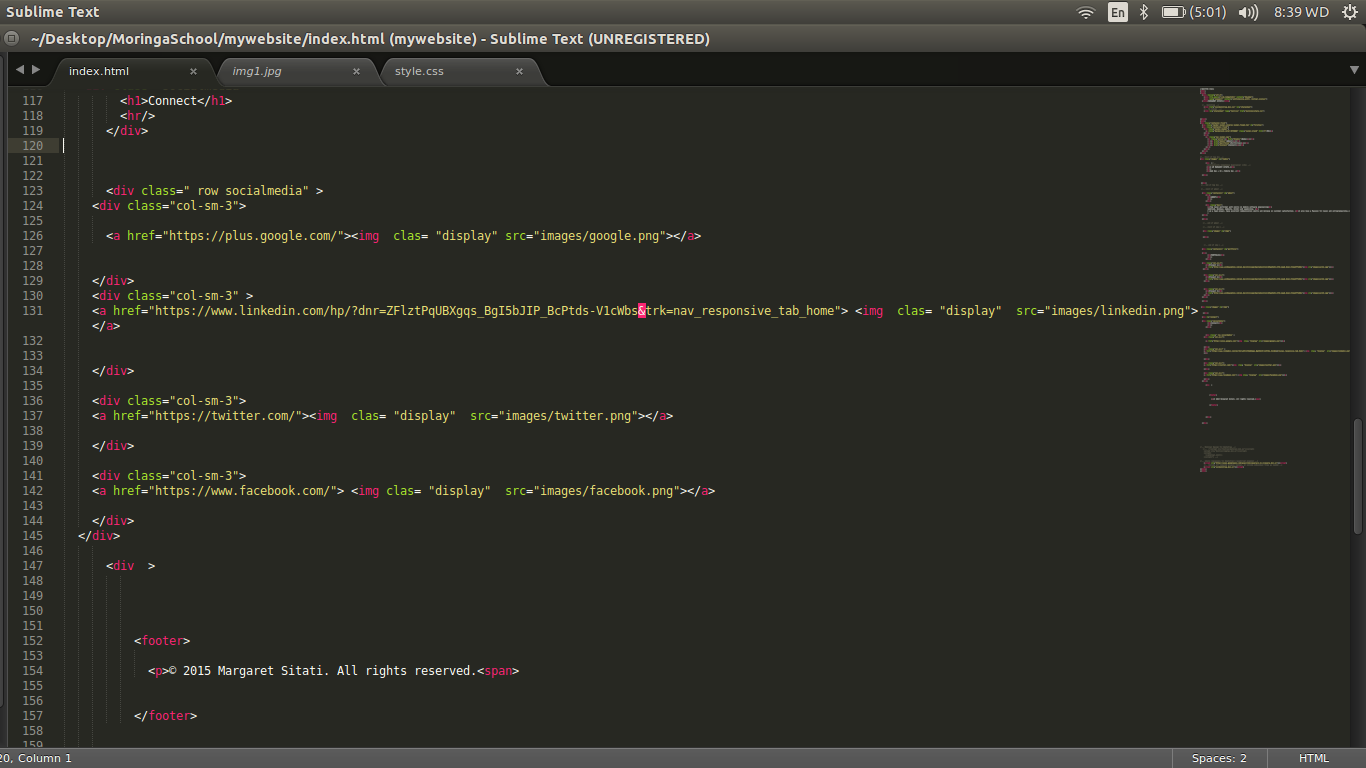 Sublime Text
En
(5:01)
8:39 WD
~/Desktop/MoringaSchool/mywebsite/index.html (mywebsite) - Sublime Text (UNREGISTERED)
index.html × img1.jpg × style.css ×
117 <h1>Connect</h1>
118 <hr/>
119 </div>
120
121
122
123 <div class=" row socialmedia" >
124 <div class="col-sm-3">
125
126 <a href="https://plus.google.com/"><img  clas= "display" src="images/google.png"></a>
127
128
129 </div>
130 <div class="col-sm-3" >
131 <a href="https://www.linkedin.com/hp/?dnr=ZFlztPqUBXgqs_BgI5bJIP_BcPtds-V1cWbs&trk=nav_responsive_tab_home"> <img  clas= "display"  src="images/linkedin.png">
</a>
132
133
134 </div>
135
136 <div class="col-sm-3">
137 <a href="https://twitter.com/"><img  clas= "display"  src="images/twitter.png"></a>
138
139 </div>
140
141 <div class="col-sm-3">
142 <a href="https://www.facebook.com/"> <img clas= "display"  src="images/facebook.png"></a>
143
144 </div>
145 </div>
146
147 <div  >
148
149
150
151
152 <footer>
153
154 <p>© 2015 Margaret Sitati. All rights reserved.<span>
155
156
157 </footer>
158
159
20, Column 1
Spaces: 2
HTML